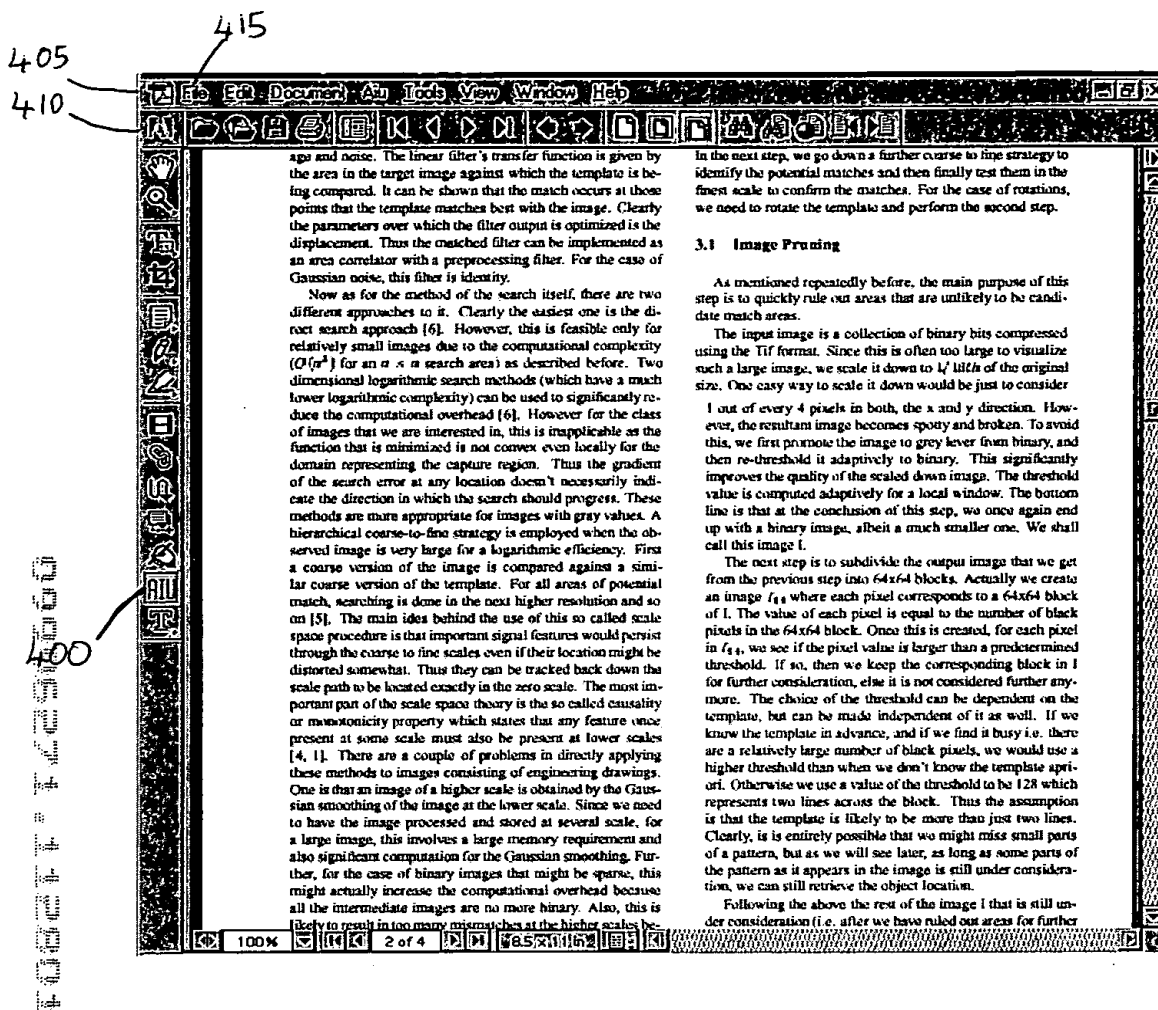 415
405
410
File Edit Document Aiu Tools View Window Help
age and noise. The linear filter's transfer function is given by
the area in the target image against which the template is be-
ing compared. It can be shown that the match occurs at those
points that the template matches best with the image. Clearly
the parameters over which the filter output is optimized is the
displacement. Thus the matched filter can be implemented as
an area correlator with a preprocessing filter. For the case of
Gaussian noise, this filter is identity.
Now as for the method of the search itself, there are two
different approaches to it. Clearly the easiest one is the di-
rect search approach [6]. However, this is feasible only for
relatively small images due to the computational complexity
for an search area) as described before. Two
dimensional logarithmic search methods (which have a much
lower logarithmic complexity) can be used to significantly re-
duce the computational overhead [6]. However for the class
of images that we are interested in, this is inapplicable as the
function that is minimized is not convex even locally for the
domain representing the capture region. Thus the gradient
of the search error at any location doesn't necessarily indi-
cate the direction in which the search should progress. These
methods are more appropriate for images with gray values. A
hierarchical coarse-to-fine strategy is employed when the ob-
served image is very large for a logarithmic efficiency. First
a coarse version of the image is compared against a simi-
lar coarse version of the template. For all areas of potential
match, searching is done in the next higher resolution and so
on [5]. The main idea behind the use of this so called scale
space procedure is that important signal features would persist
through the coarse to fine scales even if their location might be
distorted somewhat. Thus they can be tracked back down the
scale path to be located exactly in the zero scale. The most im-
portant part of the scale space theory is the so called causality
or monotonicity property which states that any feature once
present at some scale must also be present at lower scales
[4, 1]. There are a couple of problems in directly applying
these methods to images consisting of engineering drawings.
One is that an image of a higher scale is obtained by the Gaus-
sian smoothing of the image at the lower scale. Since we need
to have the image processed and stored at several scale, for
a large image, this involves a large memory requirement and
also significant computation for the Gaussian smoothing. Fur-
ther, for the case of binary images that might be sparse, this
might actually increase the computational overhead because
all the intermediate images are no more binary. Also, this is
likely to result in too many mismatches at the higher scales be-
In the next step, we go down a further coarse to fine strategy to
identify the potential matches and then finally test them in the
finest scale to confirm the matches. For the case of rotations,
we need to rotate the template and perform the second step.
3.1 Image Pruning
As mentioned repeatedly before, the main purpose of this
step is to quickly rule out areas that are unlikely to be candi-
date match areas.
The input image is a collection of binary bits compressed
using the Tif format. Since this is often too large to visualize
such a large image, we scale it down to of the original
size. One easy way to scale it down would be just to consider
1 out of every 4 pixels in both, the x and y direction. How-
ever, the resultant image becomes spotty and broken. To avoid
this, we first promote the image to grey lever from binary, and
then re-threshold it adaptively to binary. This significantly
improves the quality of the scaled down image. The threshold
value is computed adaptively for a local window. The bottom
line is that at the conclusion of this step, we once again end
up with a binary image, albeit a much smaller one. We shall
call this image I.
The next step is to subdivide the output image that we get
from the previous step into 64x64 blocks. Actually we create
an image where each pixel corresponds to a 64x64 block
of I. The value of each pixel is equal to the number of black
pixels in the 64x64 block. Once this is created, for each pixel
in we see if the pixel value is larger than a predetermined
threshold. If so, then we keep the corresponding block in I
for further consideration, else it is not considered further any-
more. The choice of the threshold can be dependent on the
template, but can be made independent of it as well. If we
know the template in advance, and if we find it busy i.e. there
are a relatively large number of black pixels, we would use a
higher threshold than when we don't know the template apri-
ori. Otherwise we use a value of the threshold to be 128 which
represents two lines across the block. Thus the assumption
is that the template is likely to be more than just two lines.
Clearly, is is entirely possible that we might miss small parts
of a pattern, but as we will see later, as long as some parts of
the pattern as it appears in the image is still under considera-
tion, we can still retrieve the object location.
Following the above the rest of the image I that is still un-
der consideration (i.e. after we have ruled out areas for further
400
100% 2 of 4 8.5 x 11 in